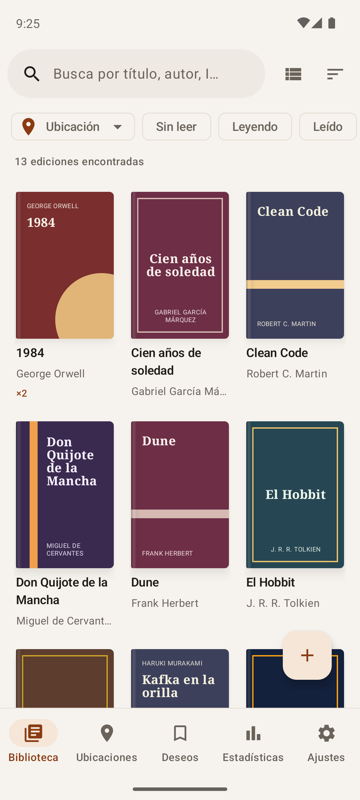 9:25
Busca por título, autor, I…
Ubicación
Sin leer
Leyendo
Leído
13 ediciones encontradas
GEORGE ORWELL
1984
Cien años
de soledad
GABRIEL GARCÍA
MÁRQUEZ
Clean Code
ROBERT C. MARTIN
1984
George Orwell
×2
Cien años de
soledad
Gabriel García Má…
Clean Code
Robert C. Martin
Don
Quijote
de la
Mancha
MIGUEL DE
CERVANTES
Dune
FRANK HERBERT
El Hobbit
J. R. R. TOLKIEN
Don Quijote de la
Mancha
Miguel de Cervant…
Dune
Frank Herbert
El Hobbit
J. R. R. Tolkien
HARUKI MURAKAMI
Kafka en la
orilla
Biblioteca
Ubicaciones
Deseos
Estadísticas
Ajustes